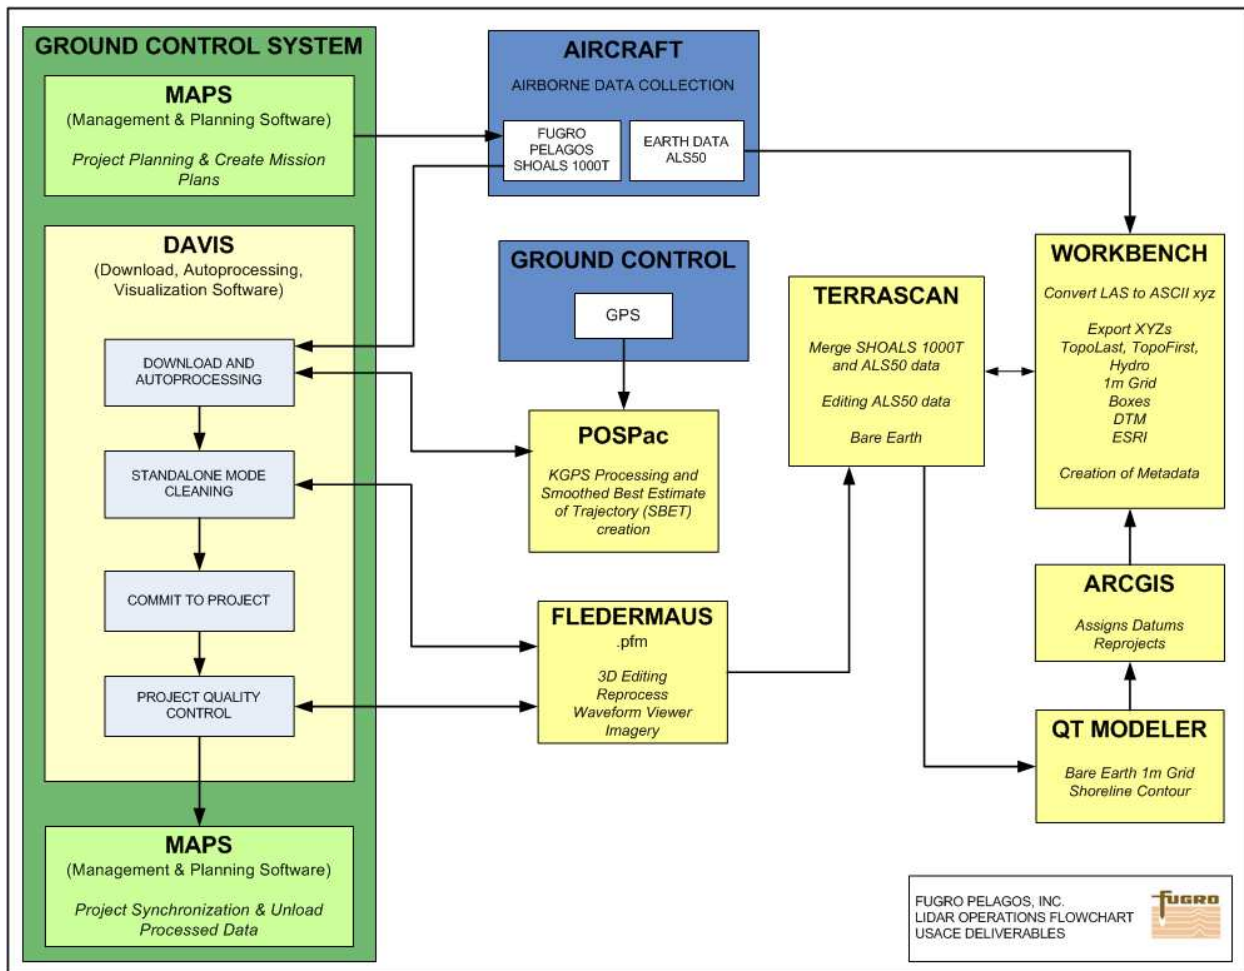 GROUND CONTROL SYSTEM
MAPS
(Management & Planning Software)
Project Planning & Create Mission
Plans
DAVIS
(Download, Autoprocessing,
Visualization Software)
DOWNLOAD AND
AUTOPROCESSING
STANDALONE MODE
CLEANING
COMMIT TO PROJECT
PROJECT QUALITY
CONTROL
MAPS
(Management & Planning Software)
Project Synchronization & Unload
Processed Data
AIRCRAFT
AIRBORNE DATA COLLECTION
FUGRO
PELAGOS
SHOALS 1000T
EARTH DATA
ALS50
GROUND CONTROL
GPS
POSPac
KGPS Processing and
Smoothed Best Estimate
of Trajectory (SBET)
creation
FLEDERMAUS
.pfm
3D Editing
Reprocess
Waveform Viewer
Imagery
TERRASCAN
Merge SHOALS 1000T
and ALS50 data
Editing ALS50 data
Bare Earth
WORKBENCH
Convert LAS to ASCII xyz
Export XYZs
TopoLast, TopoFirst,
Hydro
1m Grid
Boxes
DTM
ESRI
Creation of Metadata
ARCGIS
Assigns Datums
Reprojects
QT MODELER
Bare Earth 1m Grid
Shoreline Contour
FUGRO PELAGOS, INC.
LIDAR OPERATIONS FLOWCHART
USACE DELIVERABLES
fugro